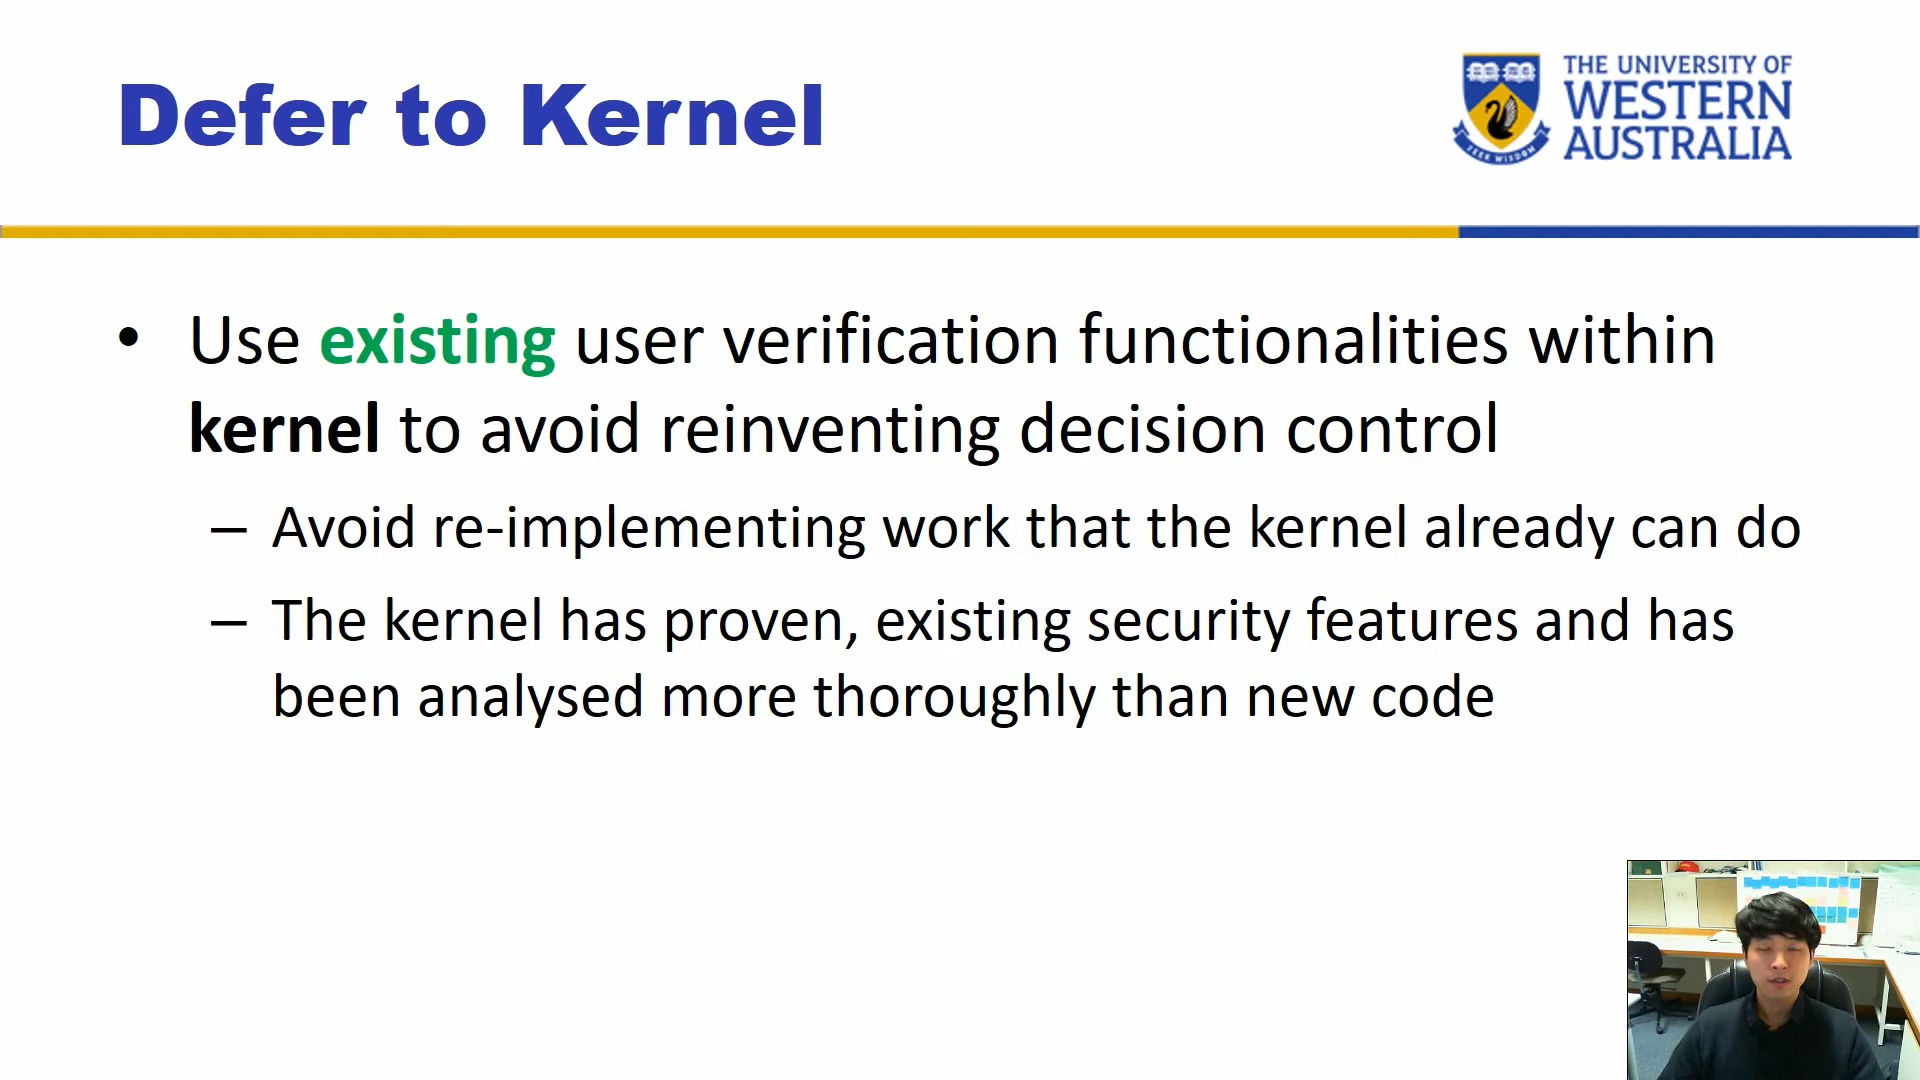 Defer to Kernel
THE UNIVERSITY OF
WESTERN
AUSTRALIA
SEEK WISDOM
• Use existing user verification functionalities within
kernel to avoid reinventing decision control
– Avoid re-implementing work that the kernel already can do
– The kernel has proven, existing security features and has
been analysed more thoroughly than new code